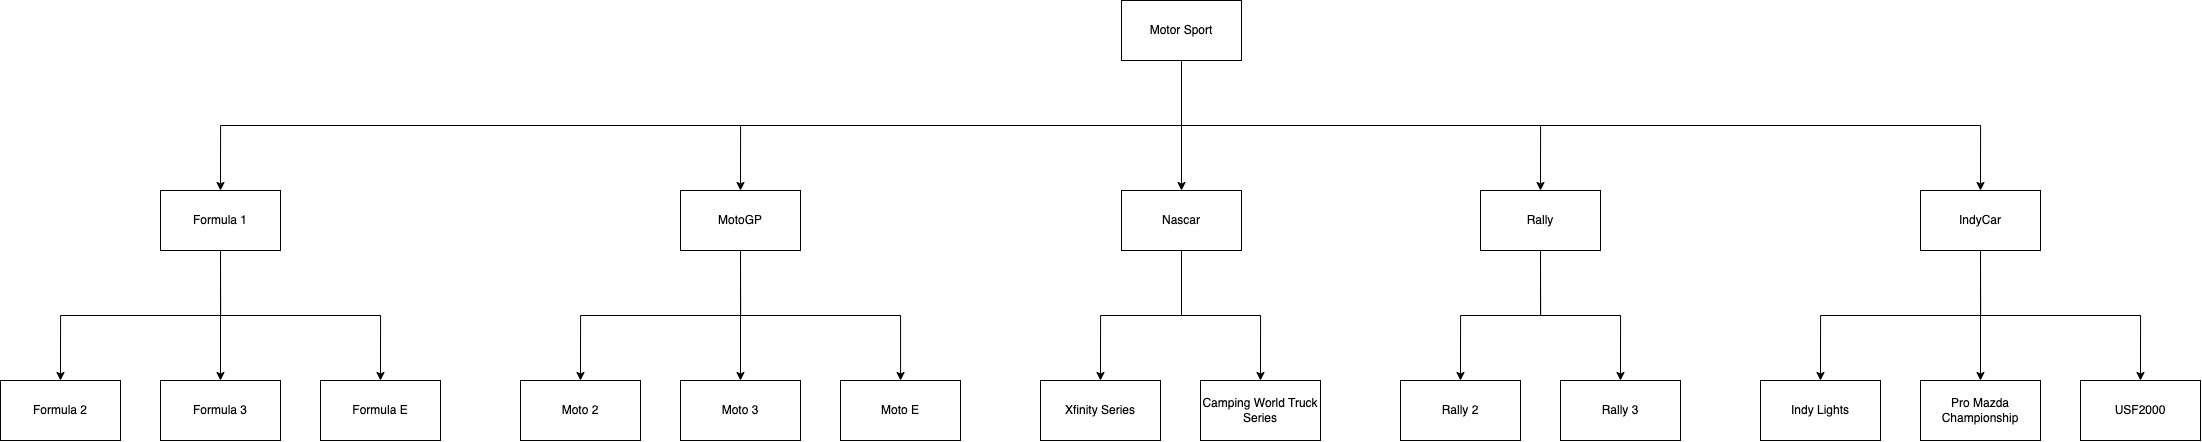 Motor Sport
Formula 1
MotoGP
Nascar
Rally
IndyCar
Formula 2
Formula 3
Formula E
Moto 2
Moto 3
Moto E
Xfinity Series
Camping World Truck
Series
Rally 2
Rally 3
Indy Lights
Pro Mazda
Championship
USF2000